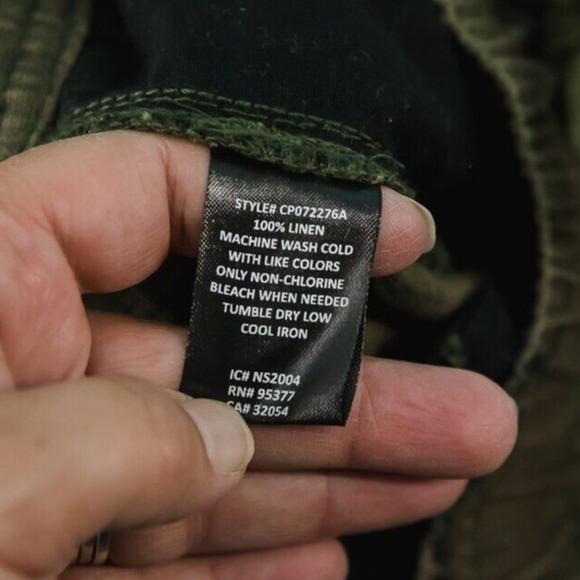 STYLE# CP072276A
100% LINEN
MACHINE WASH COLD
WITH LIKE COLORS
ONLY NON-CHLORINE
BLEACH WHEN NEEDED
TUMBLE DRY LOW
COOL IRON
IC# NS2004
RN# 95377
CA# 32054